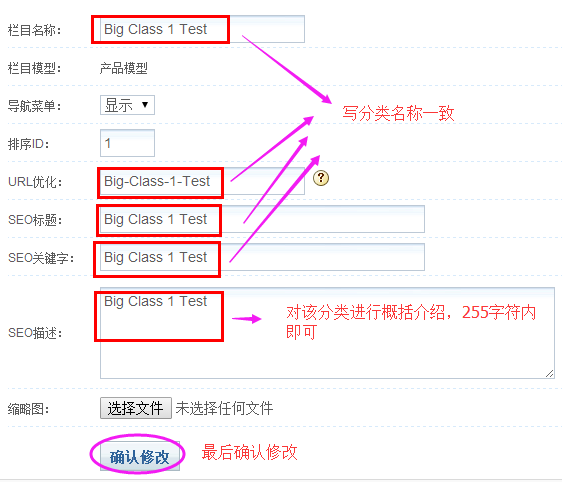 栏目名称： Big Class 1 Test
栏目模型： 产品模型
导航菜单： 显示
写分类名称一致
排序ID： 1
URL优化： Big-Class-1-Test ?
SEO标题： Big Class 1 Test
SEO关键字： Big Class 1 Test
Big Class 1 Test
对该分类进行概括介绍，255字符内
即可
SEO描述：
缩略图： 选择文件 未选择任何文件
确认修改 最后确认修改